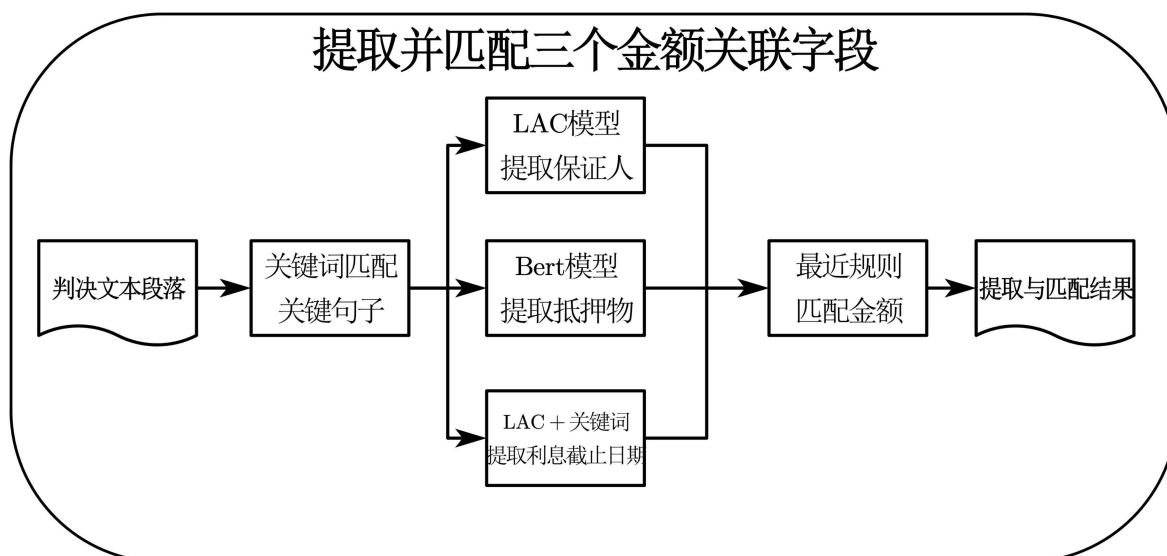 提取并匹配三个金额关联字段
判决文本段落
关键词匹配
关键句子
LAC模型
提取保证人
Bert模型
提取抵押物
LAC + 关键词
提取利息截止日期
最近规则
匹配金额
提取与匹配结果